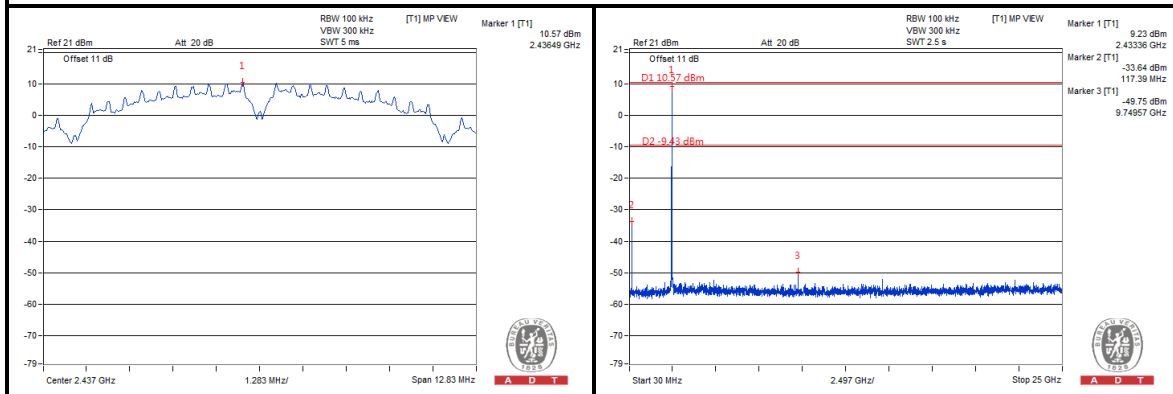 RBW 100 kHz [T1] MP VIEW
VBW 300 kHz
Ref 21 dBm Att 20 dB SWT 5 ms
Marker 1 [T1]
10.57 dBm
2.43649 GHz
21
Offset 11 dB
1
10
0
-10
-20
-30
-40
-50
-60
-70
-79
Center 2.437 GHz 1.283 MHz/ Span 12.83 MHz
BUREAU VERITAS
1828
A D T
RBW 100 kHz [T1] MP VIEW
VBW 300 kHz
Ref 21 dBm Att 20 dB SWT 2.5 s
Marker 1 [T1]
9.23 dBm
2.43336 GHz
Marker 2 [T1]
-33.64 dBm
117.39 MHz
Marker 3 [T1]
-49.75 dBm
9.74957 GHz
21
Offset 11 dB
1
D1 10.57 dBm
10
0
D2 -9.43 dBm
-10
-20
2
-30
-40
3
-50
-60
-70
-79
Start 30 MHz 2.497 GHz/ Stop 25 GHz
BUREAU VERITAS
1828
A D T